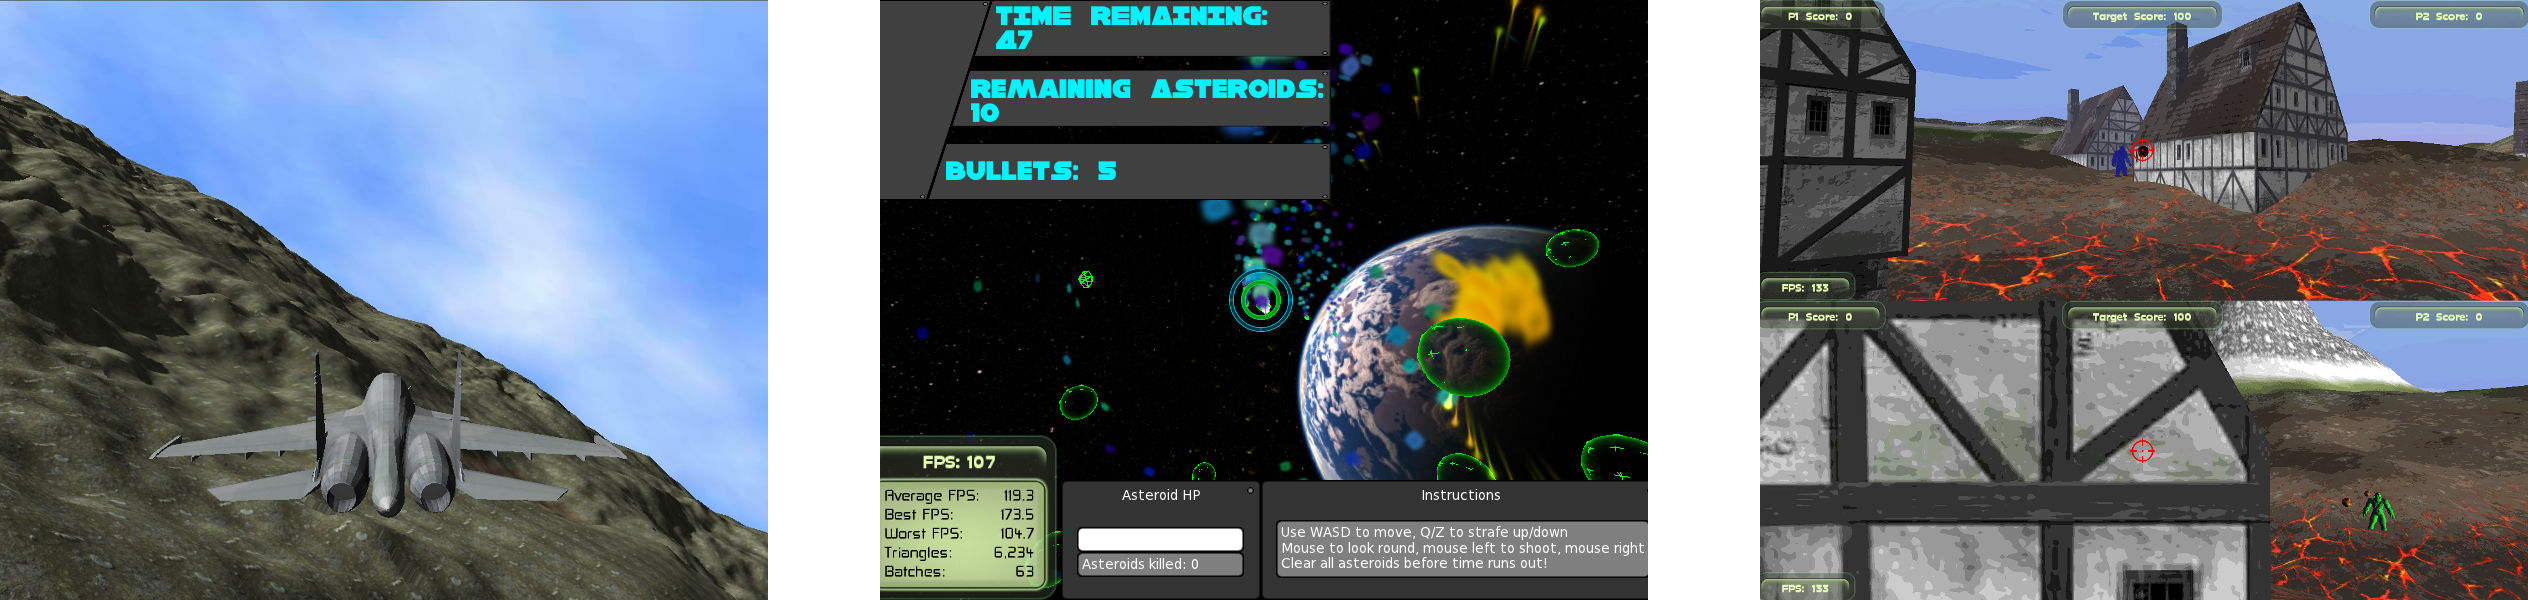 TIME REMAINING:
47
REMAINING ASTEROIDS:
10
BULLETS: 5
FPS: 107
Average FPS: 119.3
Best FPS: 173.5
Worst FPS: 104.7
Triangles: 6,234
Batches: 63
Asteroid HP
Asteroids killed: 0
Instructions
Use WASD to move, Q/Z to strafe up/down
Mouse to look round, mouse left to shoot, mouse right
Clear all asteroids before time runs out!
P1 Score: 0
Target Score: 100
P2 Score: 0
FPS: 133
P1 Score: 0
Target Score: 100
P2 Score: 0
FPS: 133